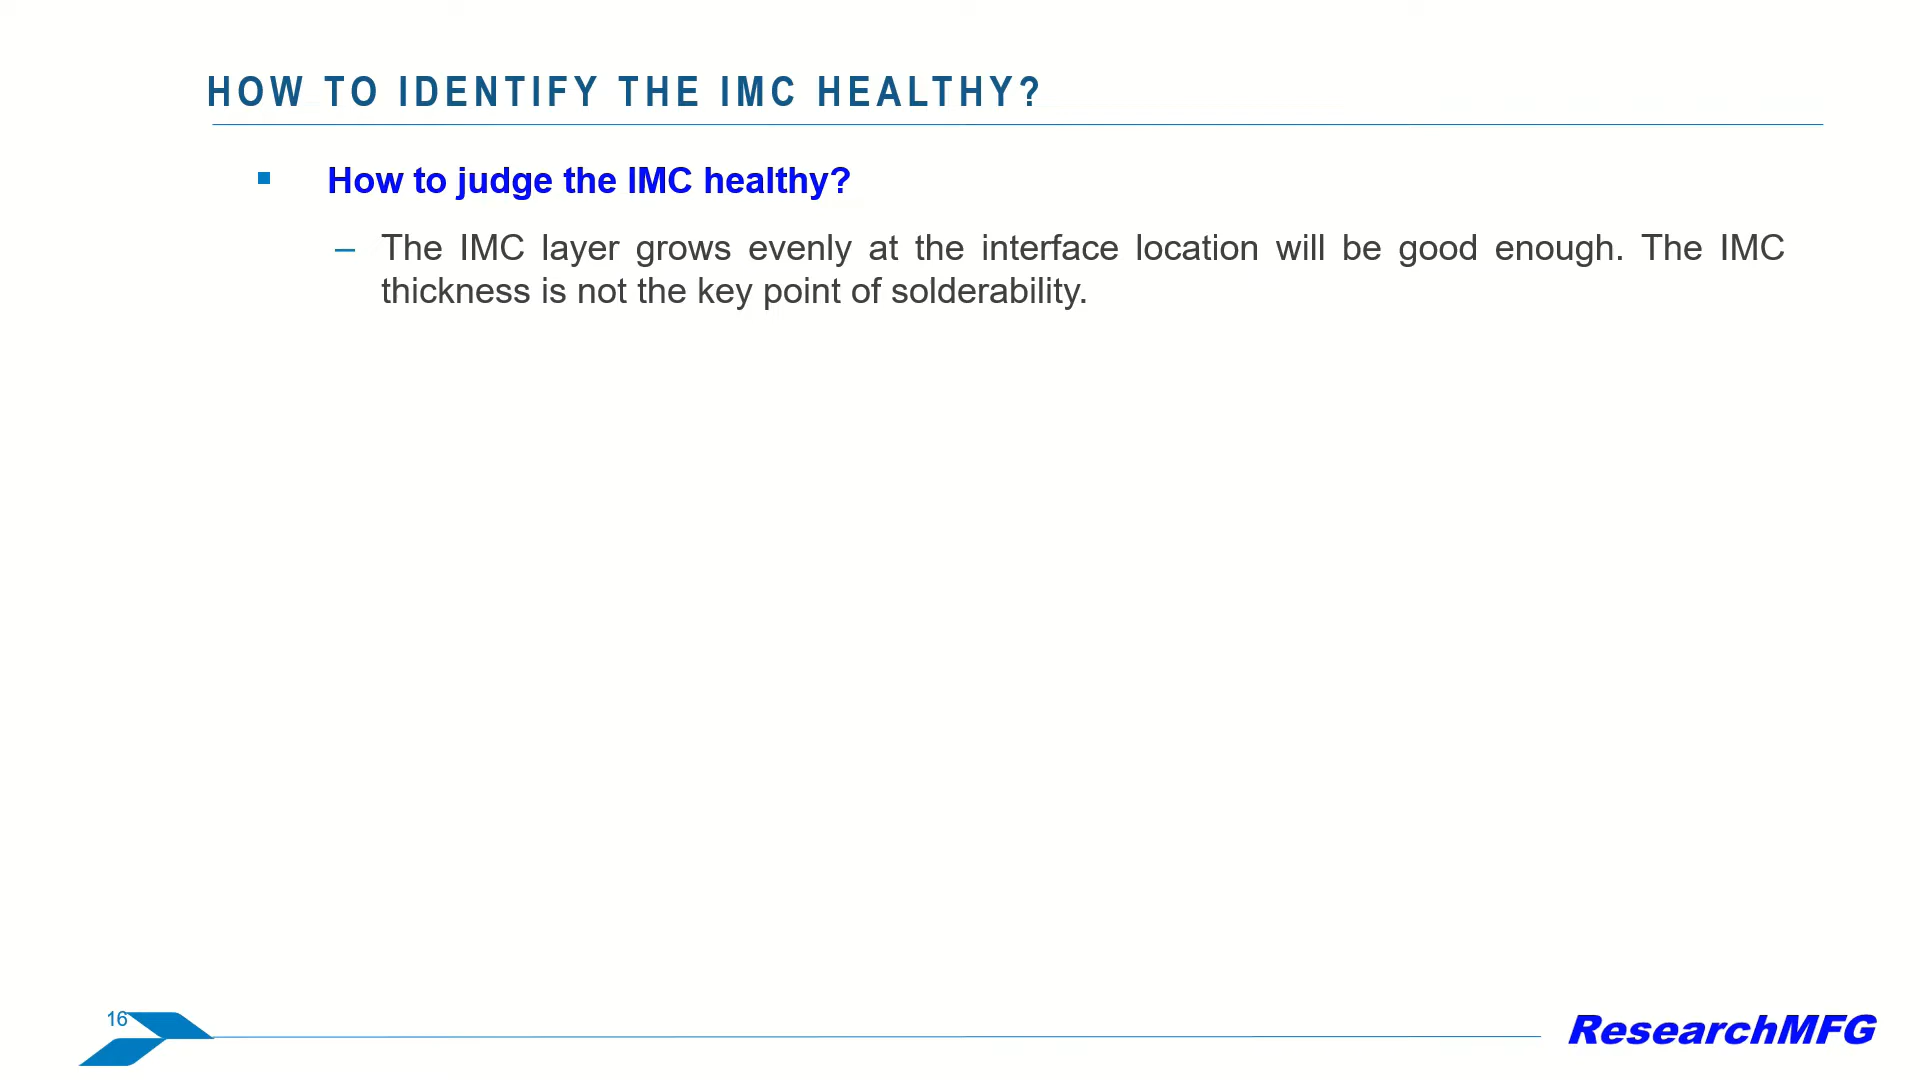 HOW TO IDENTIFY THE IMC HEALTHY?
▪ How to judge the IMC healthy?
– The IMC layer grows evenly at the interface location will be good enough. The IMC
thickness is not the key point of solderability.
16
ResearchMFG